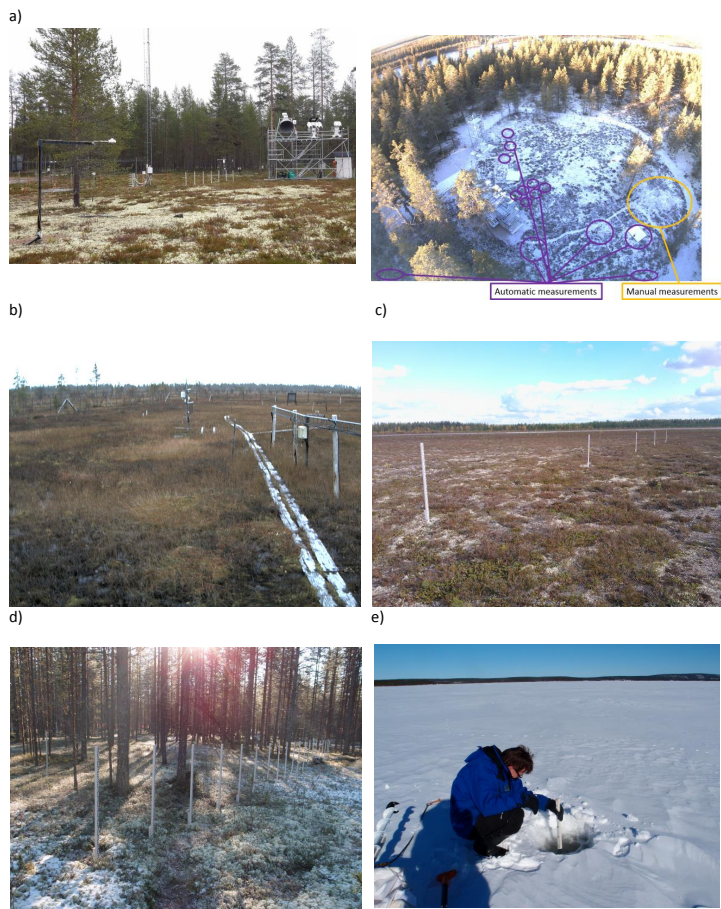 a)
Automatic measurements
Manual measurements
b)
c)
d)
e)